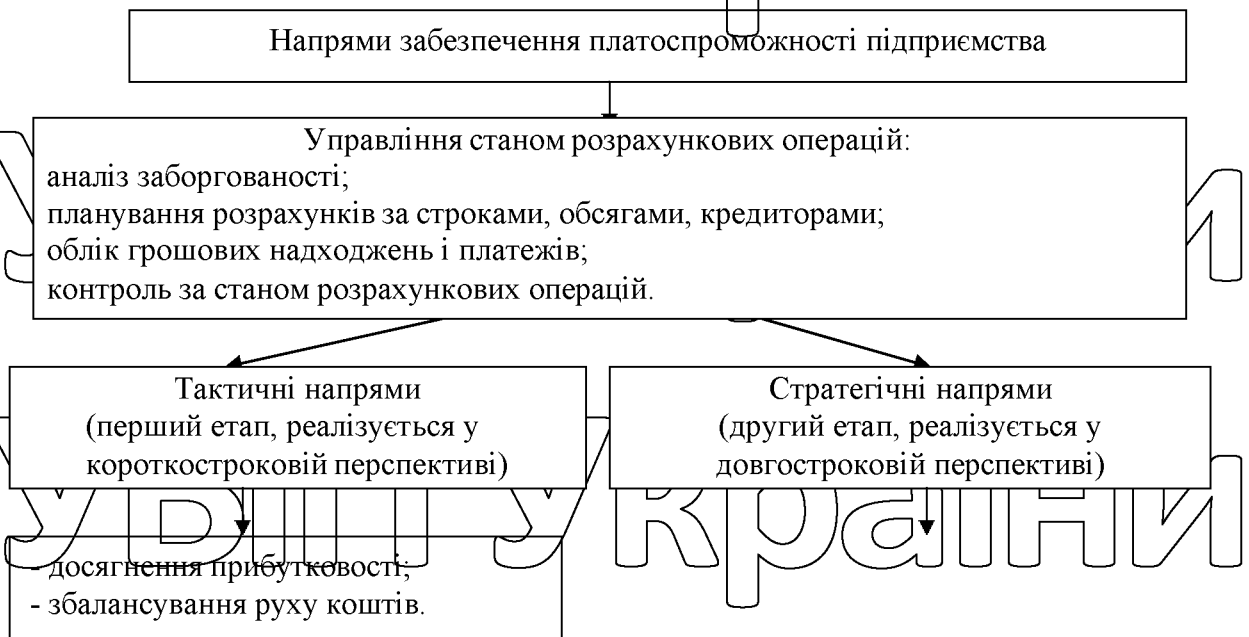 Напрями забезпечення платоспроможності підприємства
Управління станом розрахункових операцій:
аналіз заборгованості;
планування розрахунків за строками, обсягами, кредиторами;
облік грошових надходжень і платежів;
контроль за станом розрахункових операцій.
Тактичні напрями
(перший етап, реалізується у
короткостроковій перспективі)
Стратегічні напрями
(другий етап, реалізується у
довгостроковій перспективі)
України
- досягнення прибутковості;
- збалансування руху коштів.